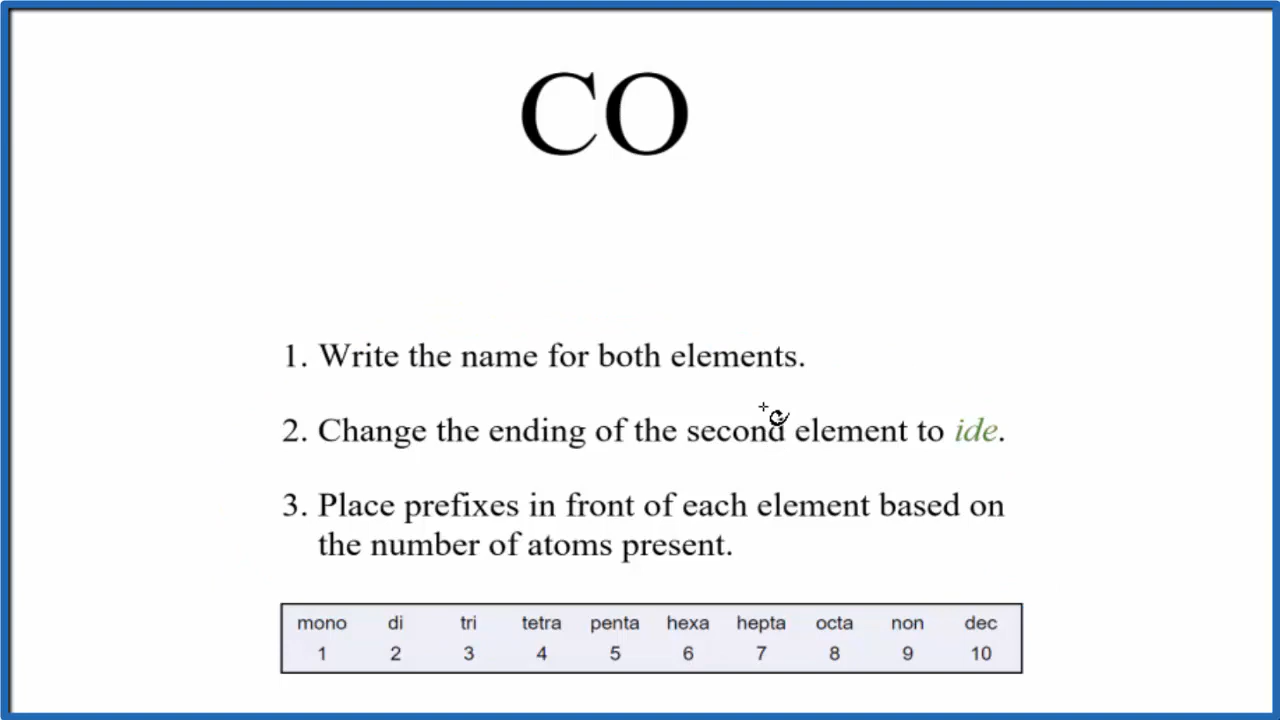 CO
1. Write the name for both elements.
2. Change the ending of the second element to ide.
3. Place prefixes in front of each element based on
the number of atoms present.
mono di tri tetra penta hexa hepta octa non dec
1 2 3 4 5 6 7 8 9 10